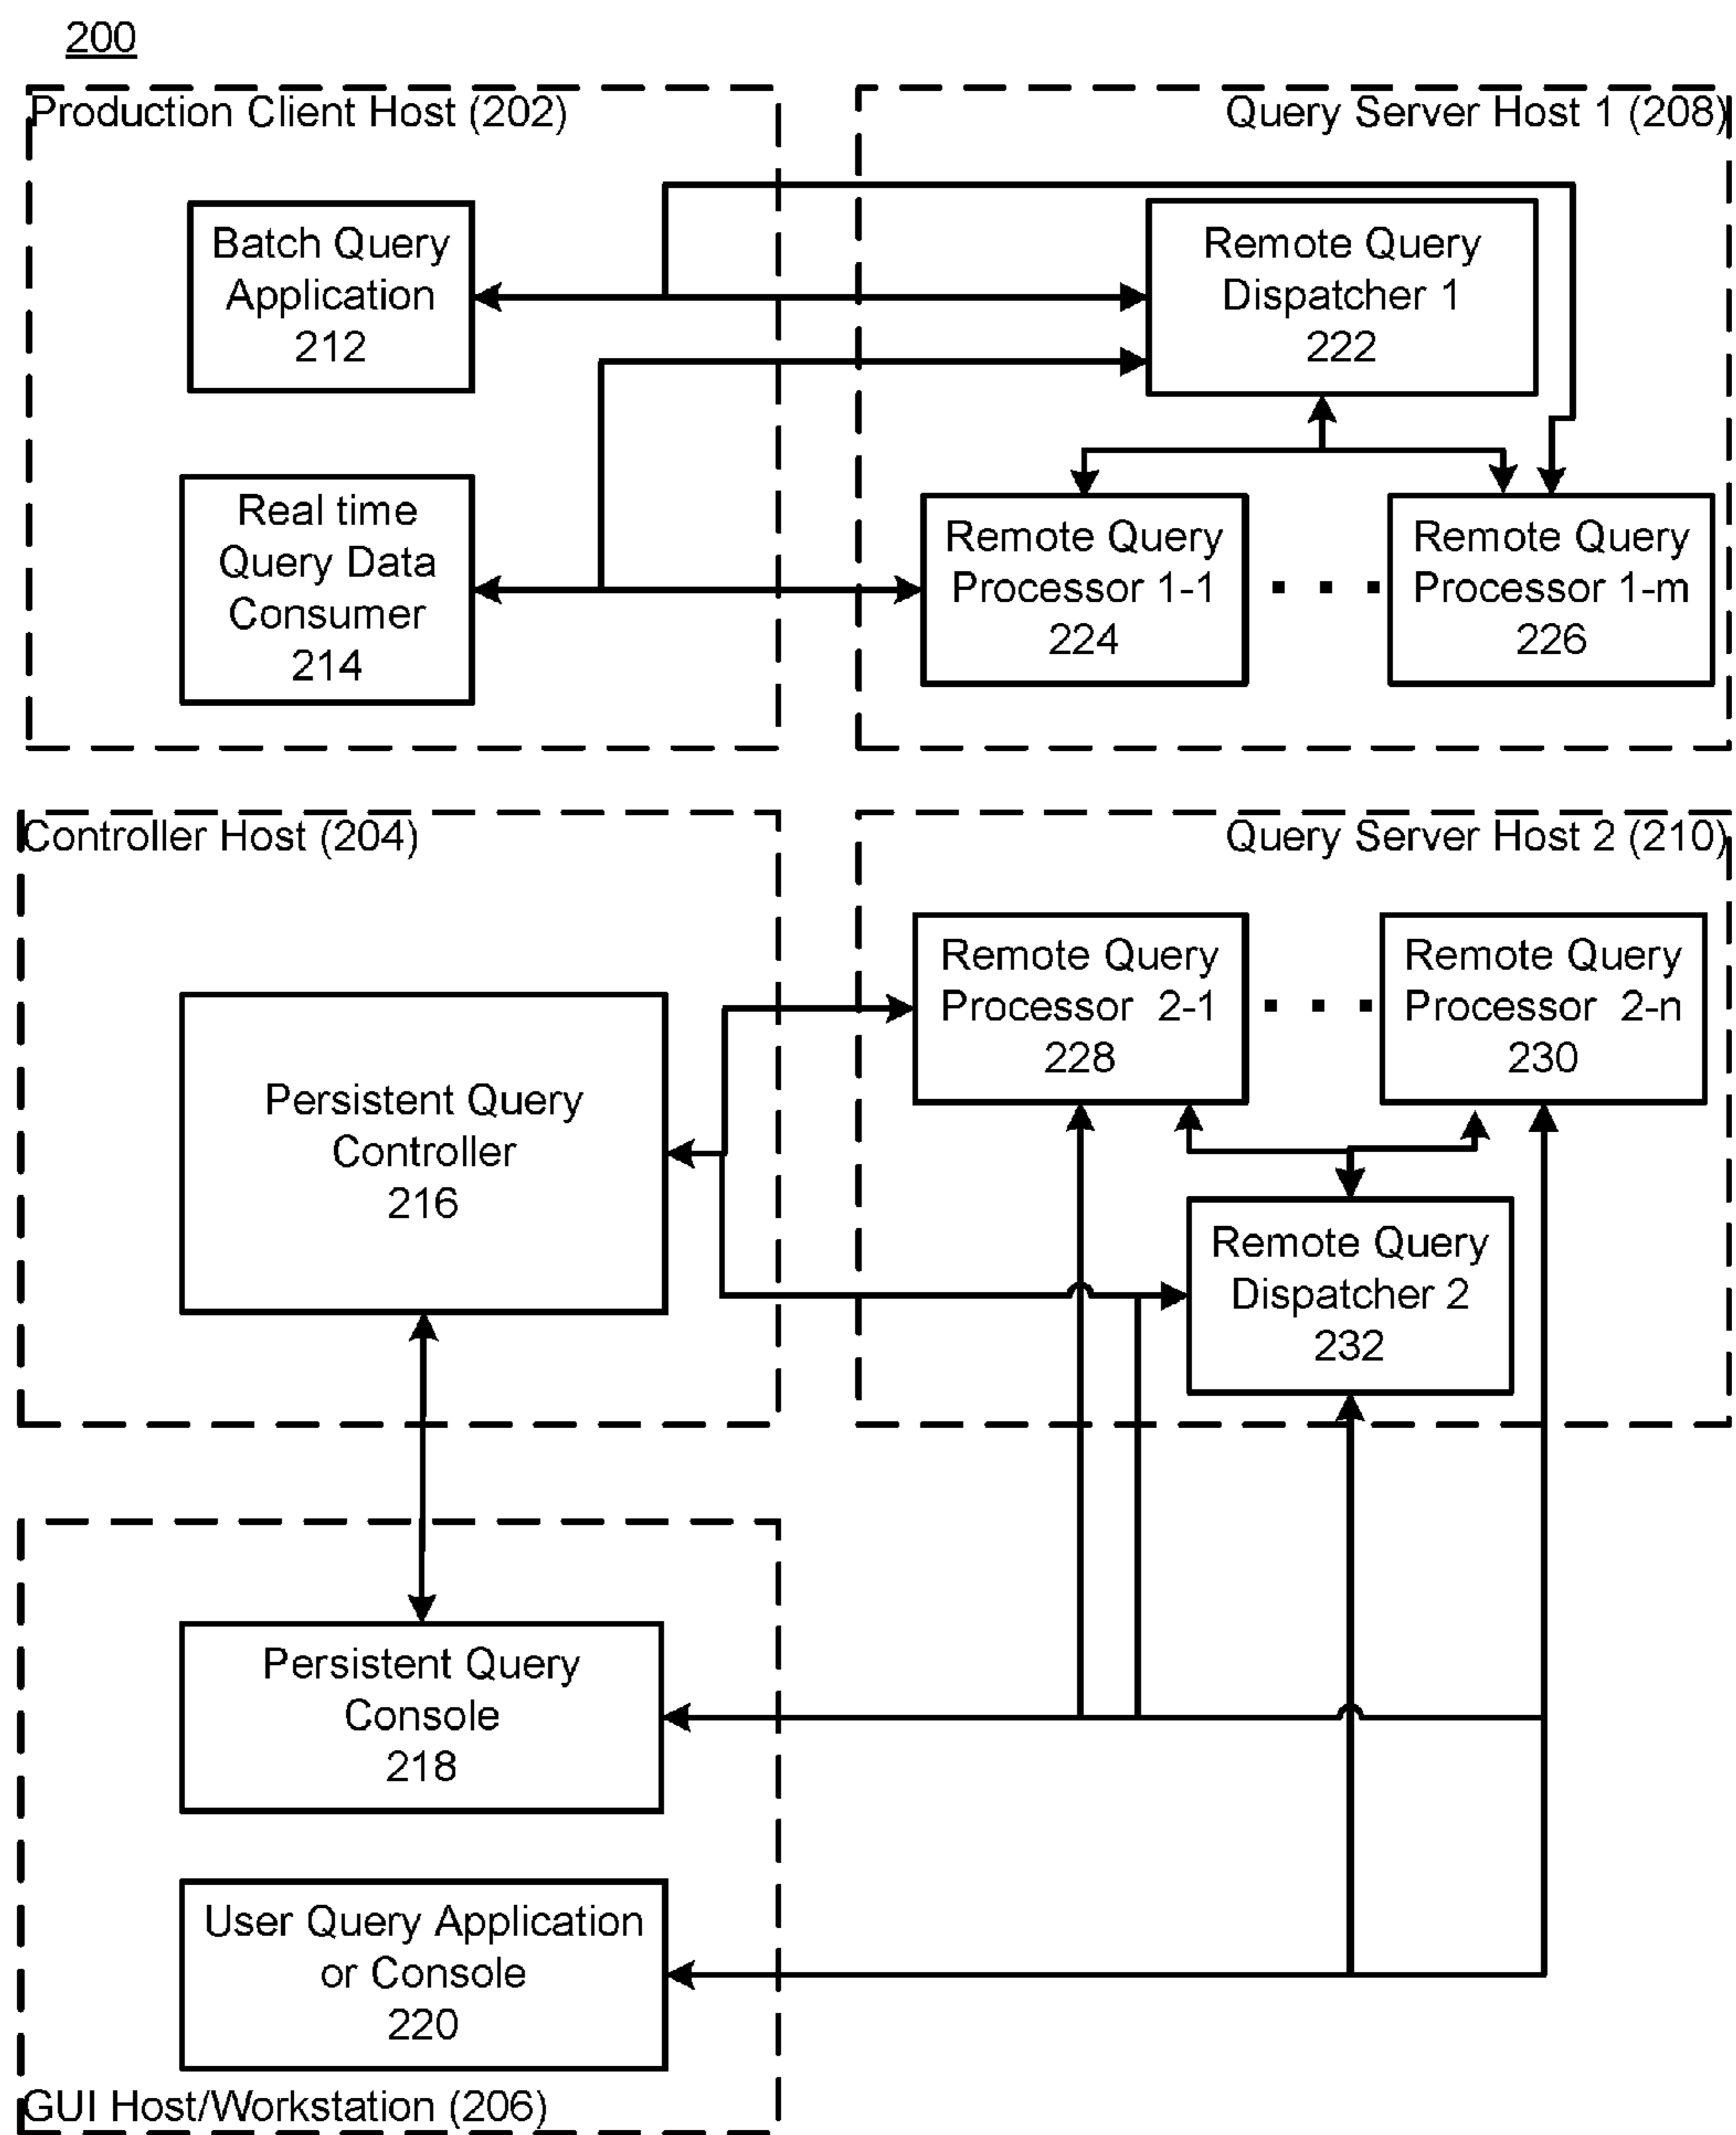 200
Production Client Host (202)
Query Server Host 1 (208)
Batch Query
Application
212
Remote Query
Dispatcher 1
222
Real time
Query Data
Consumer
214
Remote Query
Processor 1-1
224
Remote Query
Processor 1-m
226
Controller Host (204)
Query Server Host 2 (210)
Persistent Query
Controller
216
Remote Query
Processor 2-1
228
Remote Query
Processor 2-n
230
Remote Query
Dispatcher 2
232
Persistent Query
Console
218
User Query Application
or Console
220
GUI Host/Workstation (206)